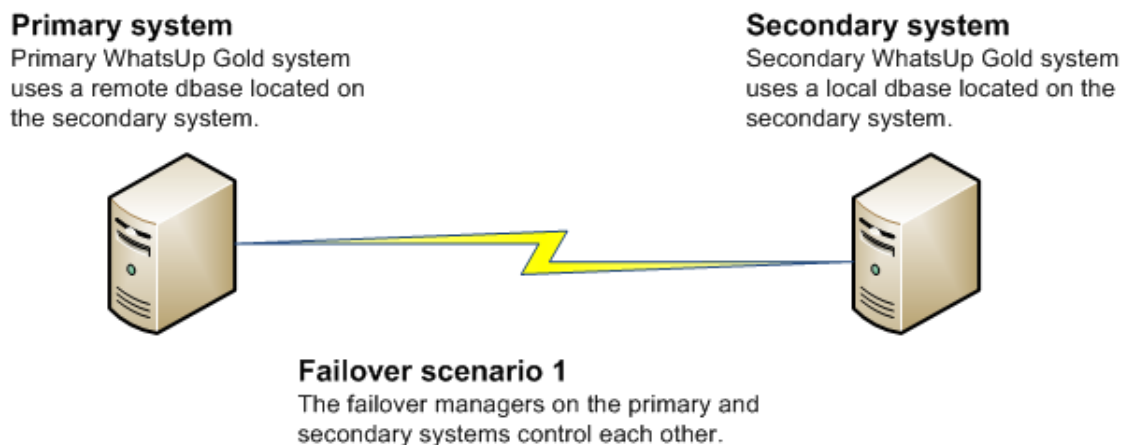 Primary system
Primary WhatsUp Gold system
uses a remote dbase located on
the secondary system.
Secondary system
Secondary WhatsUp Gold system
uses a local dbase located on the
secondary system.
Failover scenario 1
The failover managers on the primary and
secondary systems control each other.